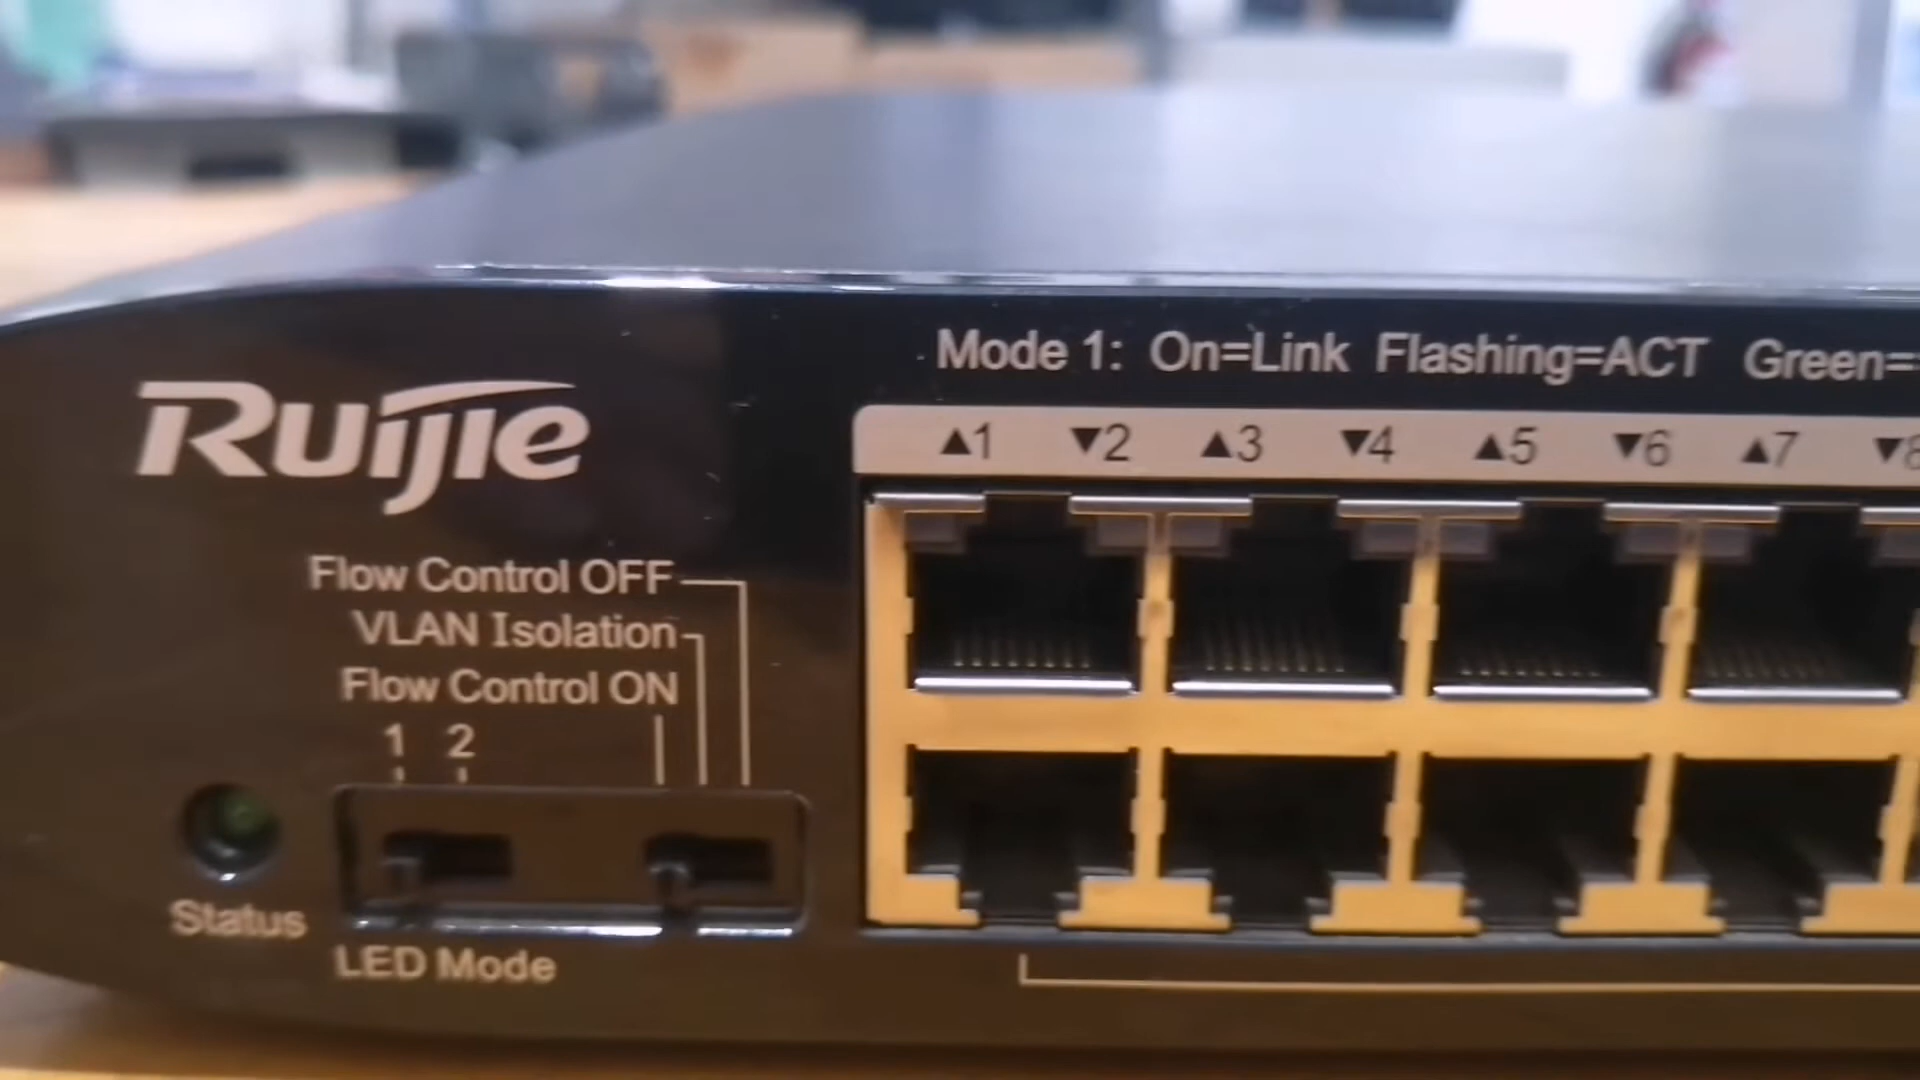 Mode 1: On=Link Flashing=ACT Green=
Ruijie
▲1 ▼2 ▲3 ▼4 ▲5 ▼6 ▲7 ▼8
Flow Control OFF
VLAN Isolation
Flow Control ON
1 2
Status
LED Mode